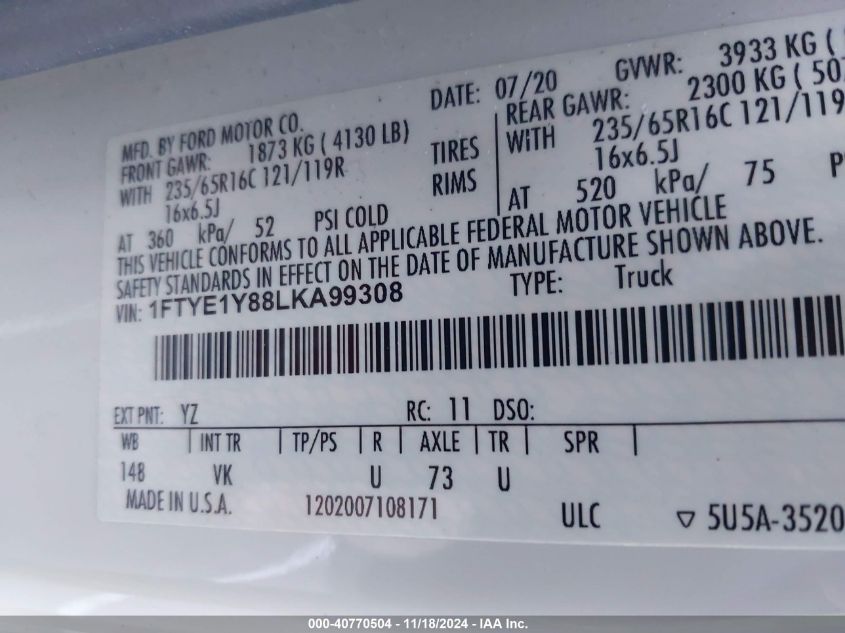 MFD. BY FORD MOTOR CO. DATE: 07/20 GVWR: 3933 KG (
FRONT GAWR: 1873 KG ( 4130 LB) REAR GAWR: 2300 KG ( 507
WITH 235/65R16C 121/119R TIRES WITH 235/65R16C 121/119
16x6.5J RIMS 16x6.5J
AT 360 kPa/ 52 PSI COLD AT 520 kPa/ 75 P
THIS VEHICLE CONFORMS TO ALL APPLICABLE FEDERAL MOTOR VEHICLE
SAFETY STANDARDS IN EFFECT ON THE DATE OF MANUFACTURE SHOWN ABOVE.
VIN: 1FTYE1Y88LKA99308 TYPE: Truck
EXT PNT: YZ RC: 11 DSO:
WB INT TR TP/PS R AXLE TR SPR
148 VK U 73 U
MADE IN U.S.A. 1202007108171 ULC ▽ 5U5A-3520
000-40770504 - 11/18/2024 - IAA Inc.